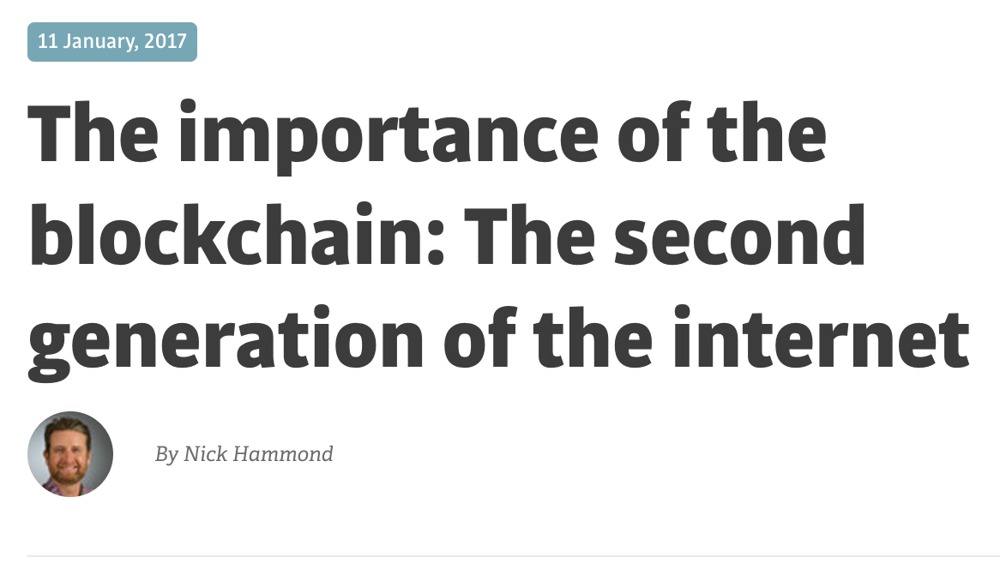 11 January, 2017
The importance of the
blockchain: The second
generation of the internet
By Nick Hammond